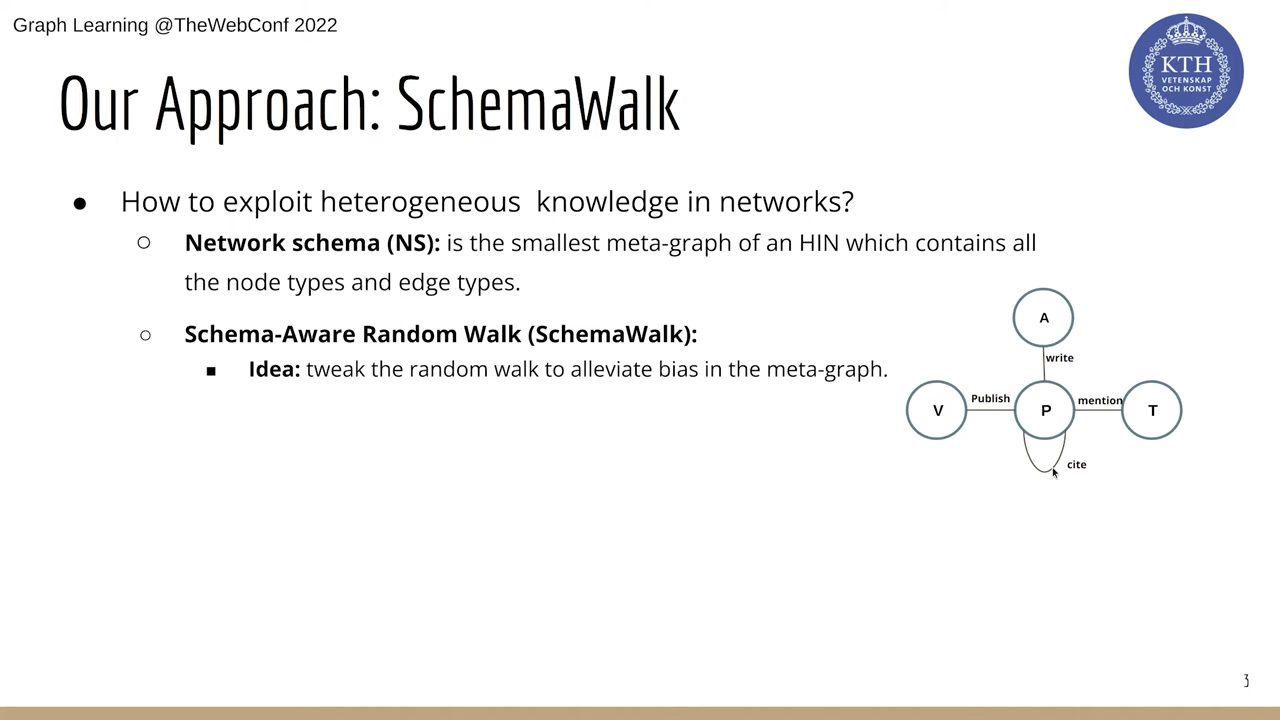 Graph Learning @TheWebConf 2022
KTH
VETENSKAP
OCH KONST
Our Approach: SchemaWalk
● How to exploit heterogeneous knowledge in networks?
○ Network schema (NS): is the smallest meta-graph of an HIN which contains all
the node types and edge types.
○ Schema-Aware Random Walk (SchemaWalk):
■ Idea: tweak the random walk to alleviate bias in the meta-graph.
A
write
V
Publish
P
mention
T
cite
3